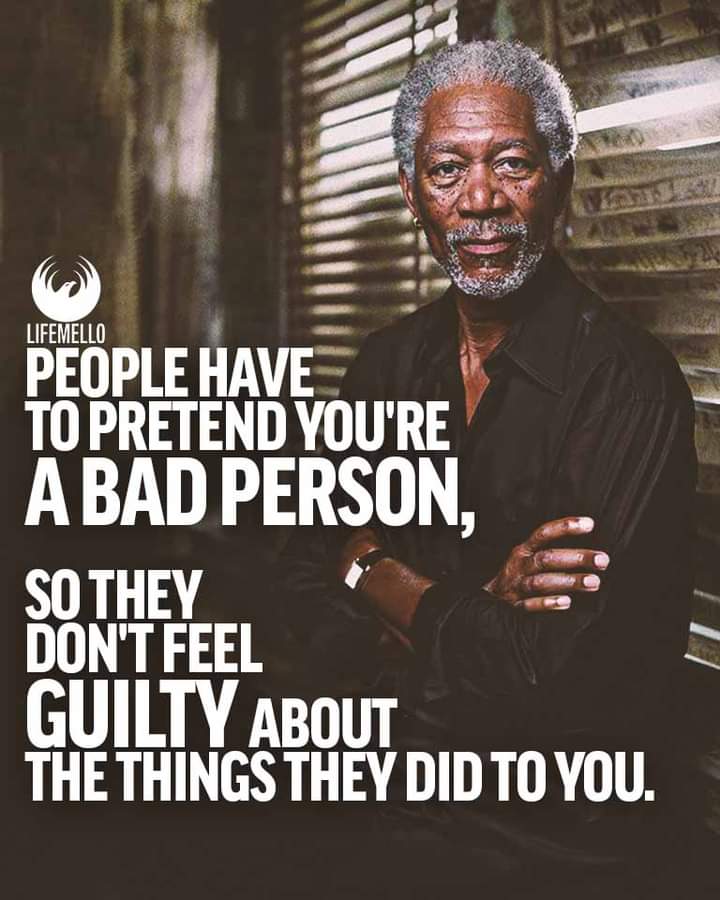 LIFEMELLO
PEOPLE HAVE
TO PRETEND YOU'RE
A BAD PERSON,
SO THEY
DON'T FEEL
GUILTY ABOUT
THE THINGS THEY DID TO YOU.